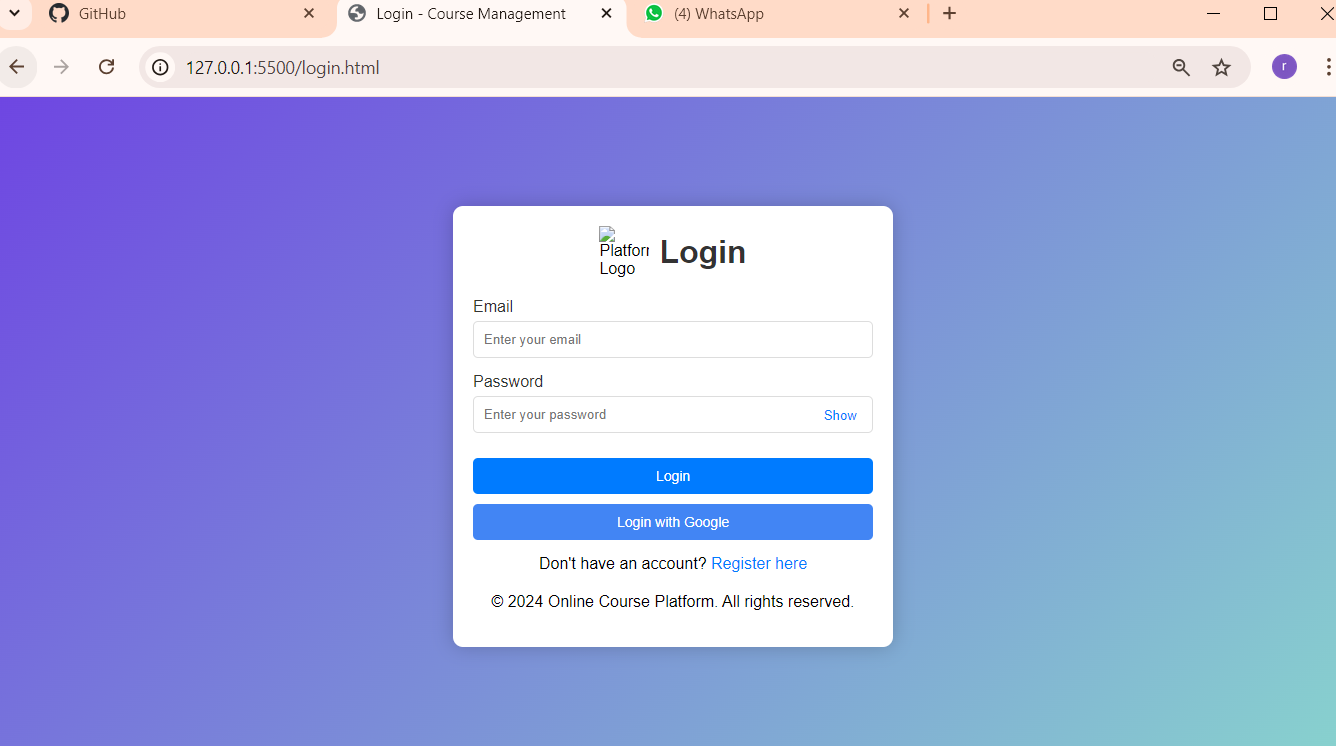 GitHub
Login - Course Management
(4) WhatsApp
127.0.0.1:5500/login.html
r
Platform
Logo
Login
Email
Enter your email
Password
Enter your password
Show
Login
Login with Google
Don't have an account? Register here
© 2024 Online Course Platform. All rights reserved.